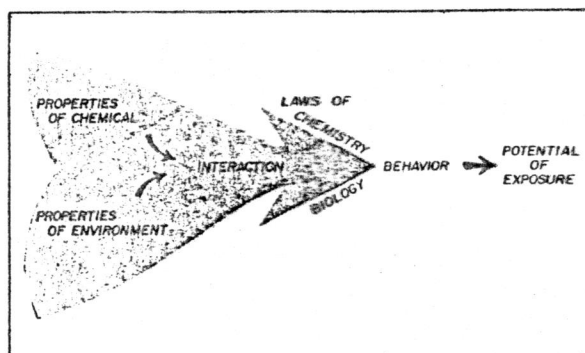 PROPERTIES
OF CHEMICAL
PROPERTIES
OF ENVIRONMENT
INTERACTION
LAWS OF
CHEMISTRY
BIOLOGY
BEHAVIOR
POTENTIAL
OF
EXPOSURE